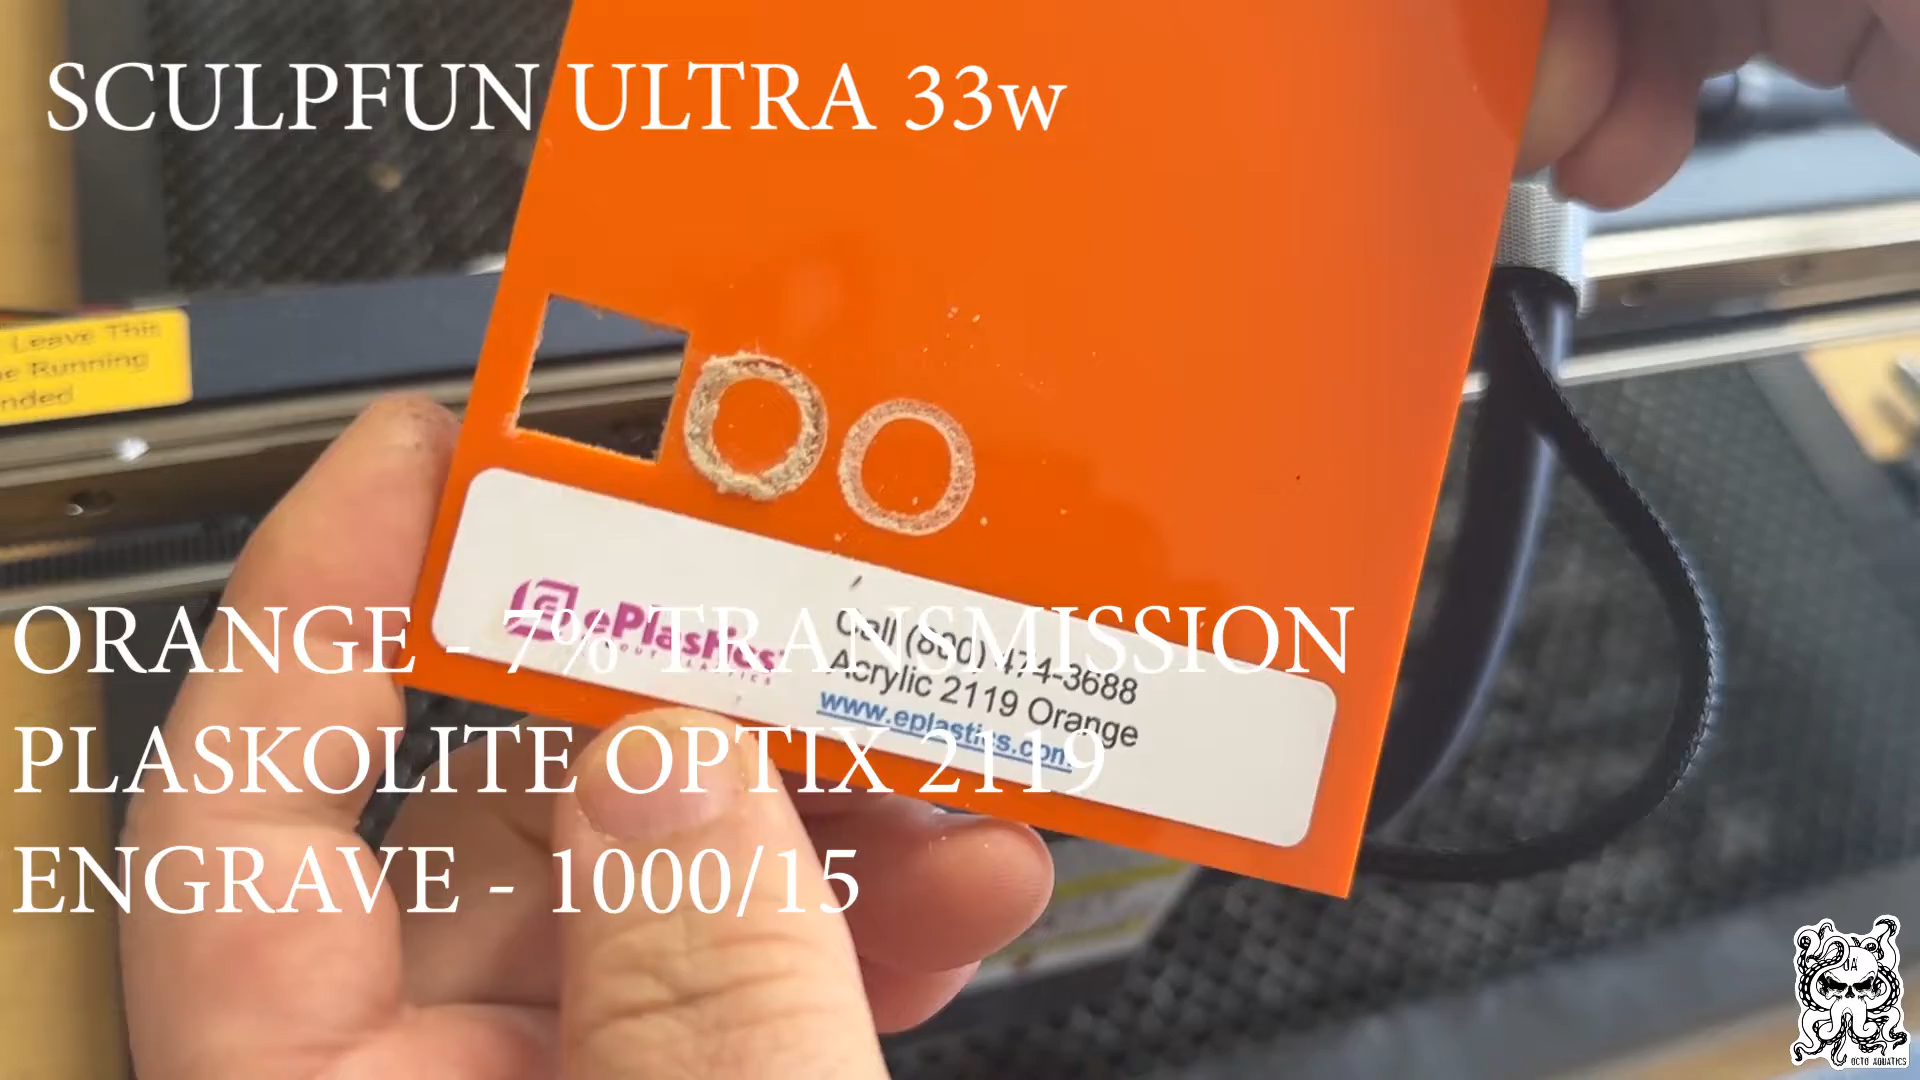 SCULPFUN ULTRA 33w
Leave This
Running
ORANGE - 7% TRANSMISSION
PLASKOLITE OPTIX 2119
ENGRAVE - 1000/15
ePlastics
Call (800) 474-3688
Acrylic 2119 Orange
www.eplastics.com
OA
OCTO AQUATICS